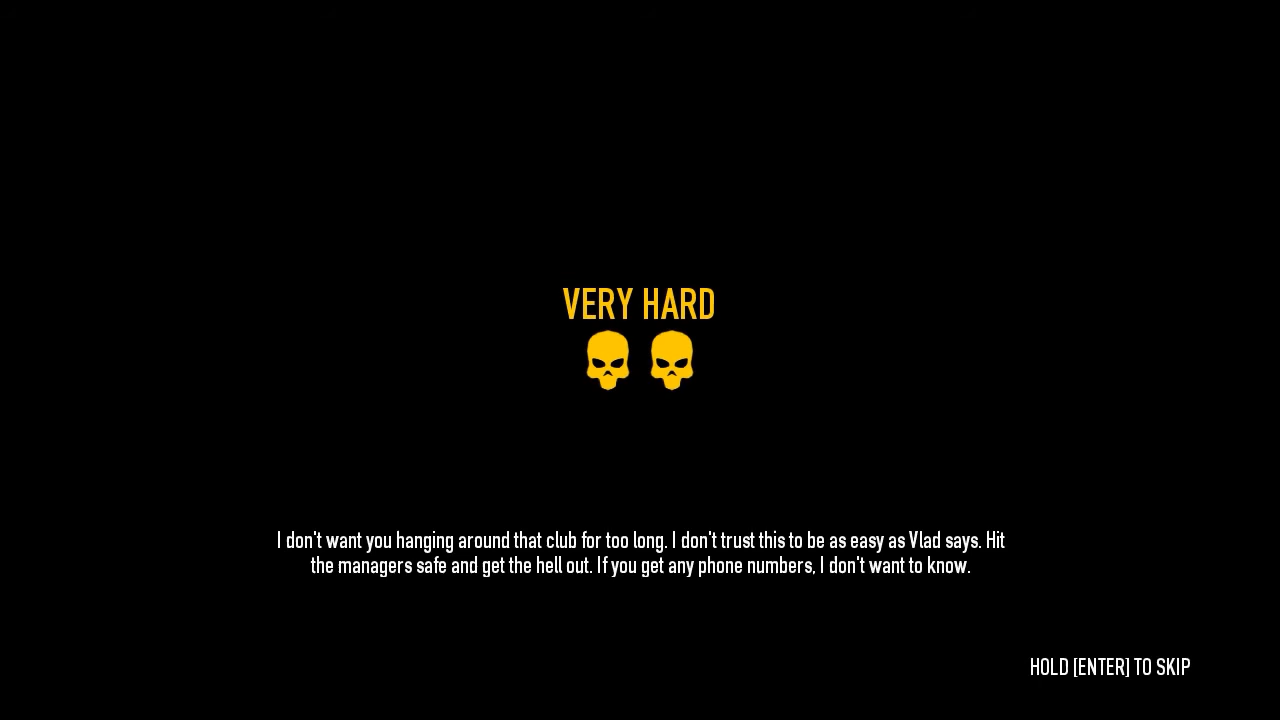 VERY HARD
I don't want you hanging around that club for too long. I don't trust this to be as easy as Vlad says. Hit
the managers safe and get the hell out. If you get any phone numbers, I don't want to know.
HOLD [ENTER] TO SKIP